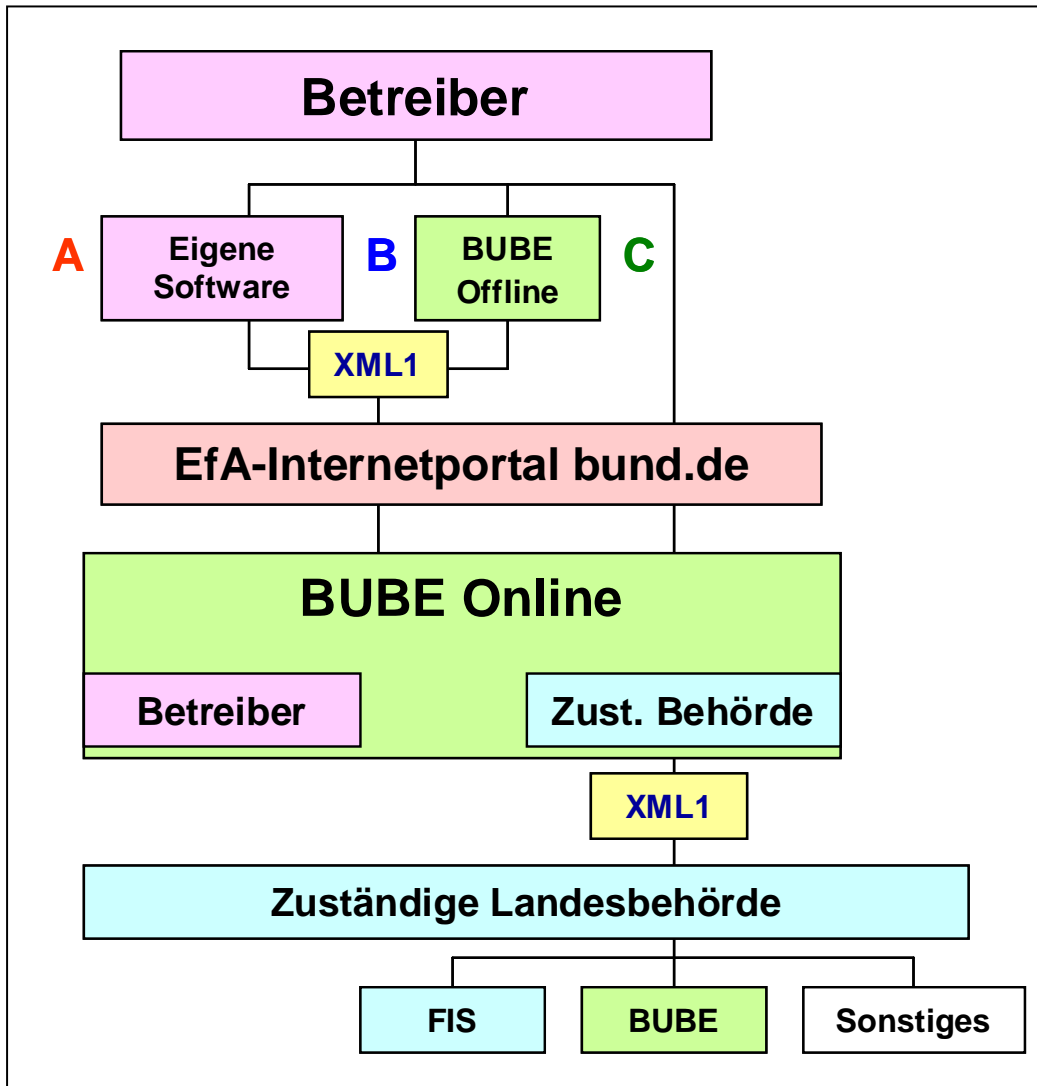 Betreiber
A
Eigene
Software
B
BUBE
Offline
C
XML1
EfA-Internetportal bund.de
BUBE Online
Betreiber
Zust. Behörde
XML1
Zuständige Landesbehörde
FIS
BUBE
Sonstiges